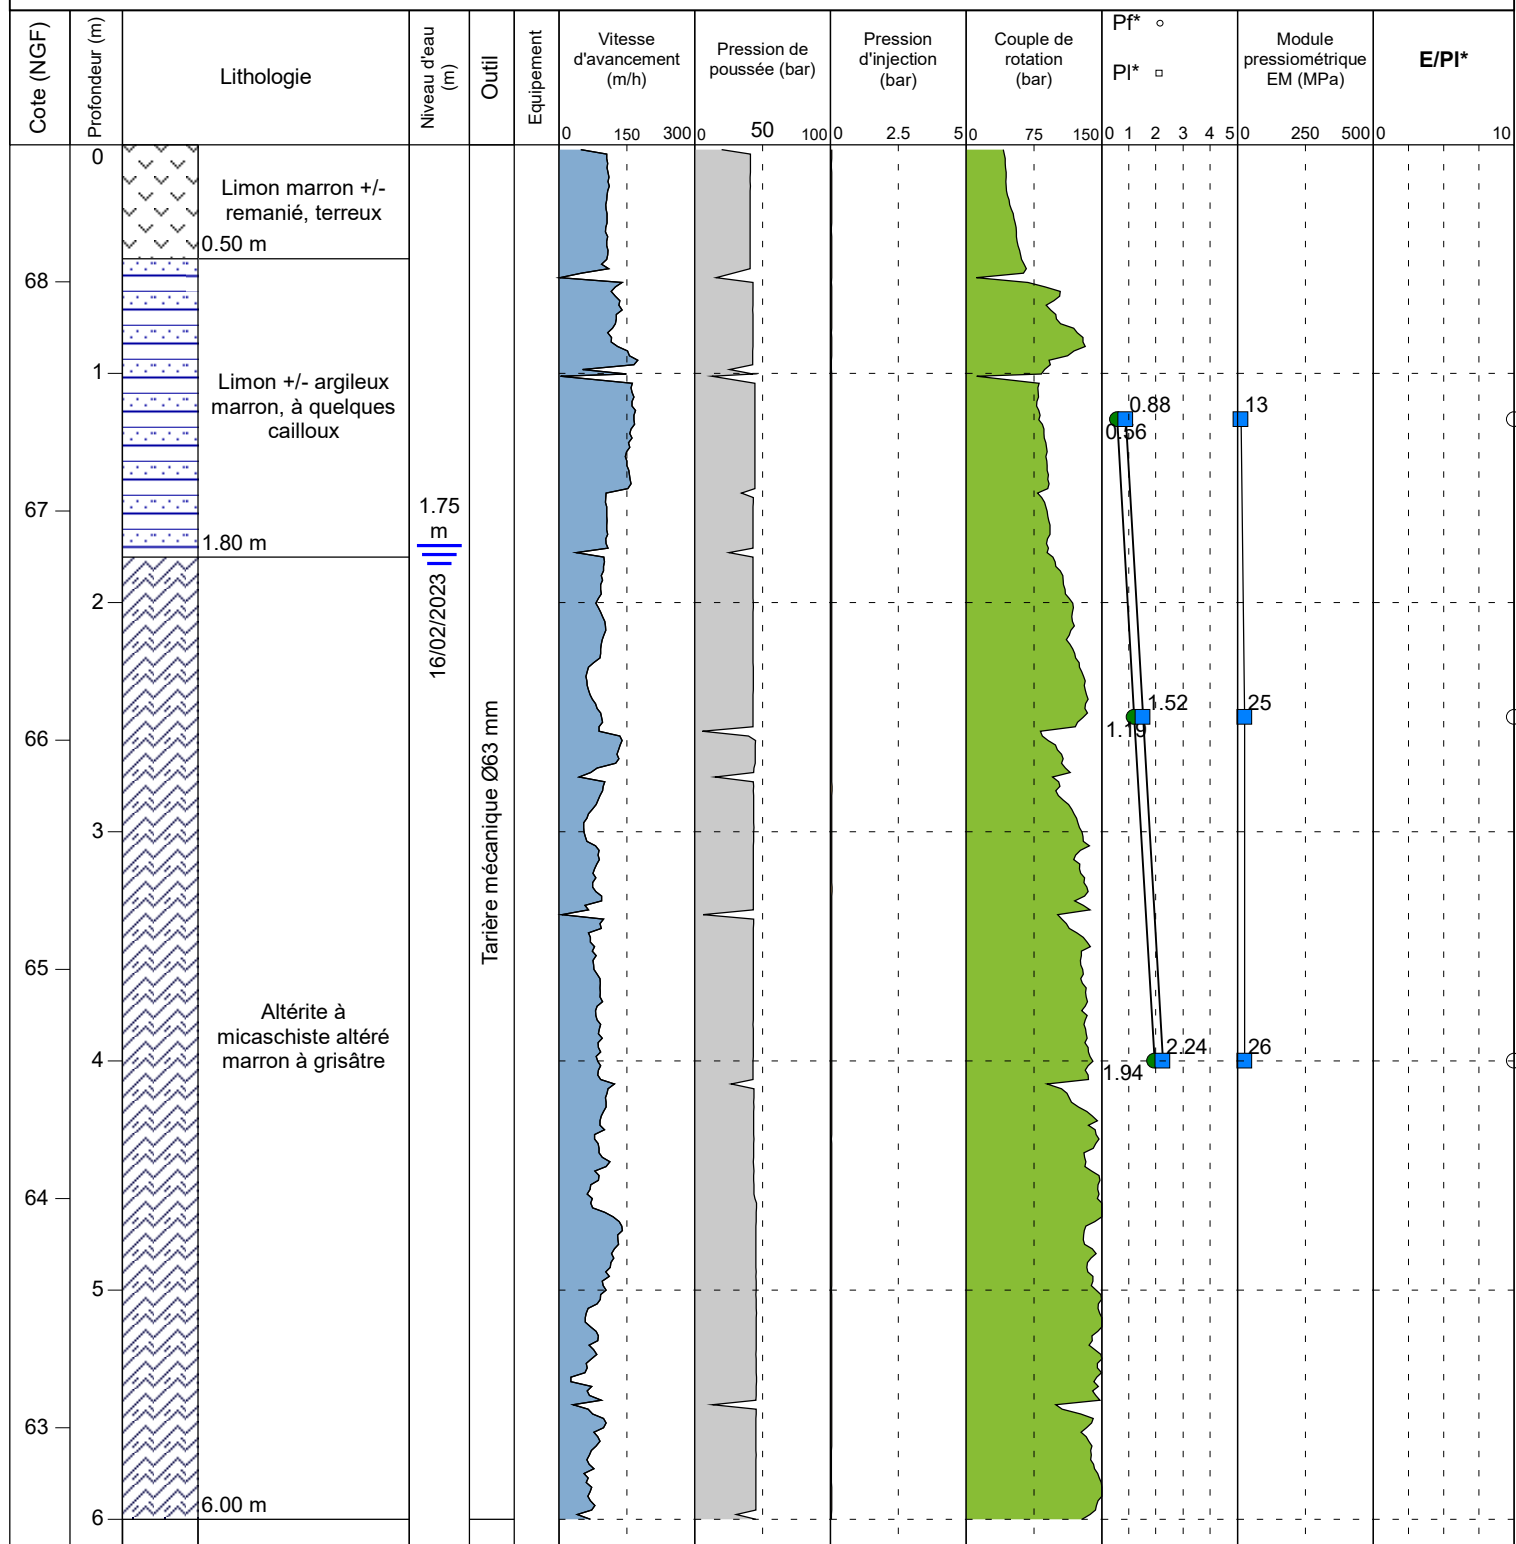 Cote (NGF)
Profondeur (m)
Lithologie
Niveau d'eau
(m)
Outil
Equipement
Vitesse
d'avancement
(m/h)
0 150 300
Pression de
poussée (bar)
0 50 100
Pression
d'injection
(bar)
0 2.5 5
Couple de
rotation
(bar)
0 75 150
Pf*
Pl*
0 1 2 3 4 5
Module
pressiométrique
EM (MPa)
0 250 500
E/Pl*
0 10
0
Limon marron +/-
remanié, terreux
0.50 m
68
1
Limon +/- argileux
marron, à quelques
cailloux
0.88
0.56
13
67
1.75
m
16/02/2023
1.80 m
2
Tarière mécanique Ø63 mm
1.52
1.19
25
66
3
65
Altérite à
micaschiste altéré
marron à grisâtre
4
2.24
1.94
26
64
5
63
6.00 m
6